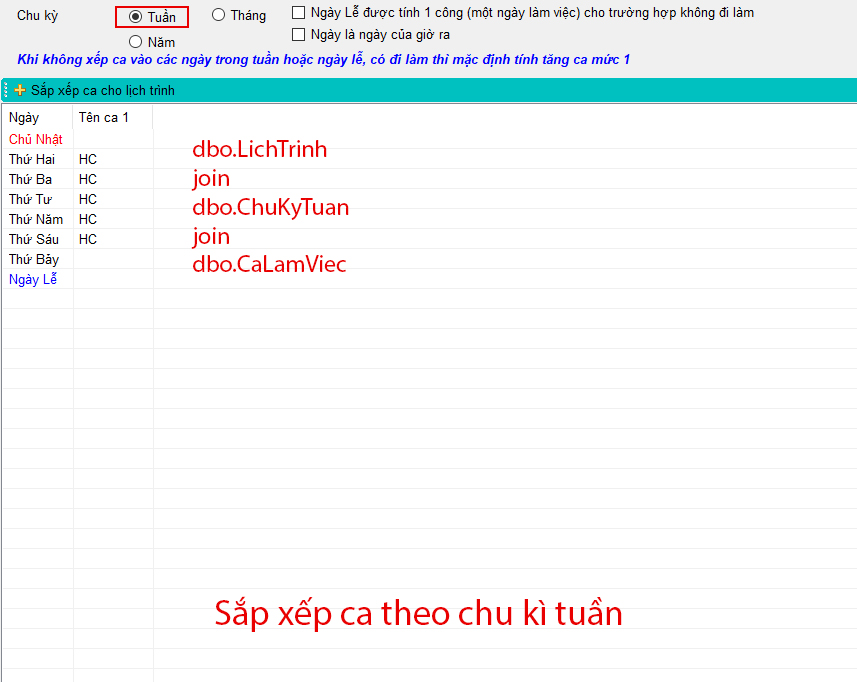 Chu kỳ
Tuần
Tháng
Năm
Ngày Lễ được tính 1 công (một ngày làm việc) cho trường hợp không đi làm
Ngày là ngày của giờ ra
Khi không xếp ca vào các ngày trong tuần hoặc ngày lễ, có đi làm thì mặc định tính tăng ca mức 1
Sắp xếp ca cho lịch trình
Ngày Tên ca 1
Chủ Nhật
Thứ Hai HC
Thứ Ba HC
Thứ Tư HC
Thứ Năm HC
Thứ Sáu HC
Thứ Bảy
Ngày Lễ
dbo.LichTrinh
join
dbo.ChuKyTuan
join
dbo.CaLamViec
Sắp xếp ca theo chu kì tuần